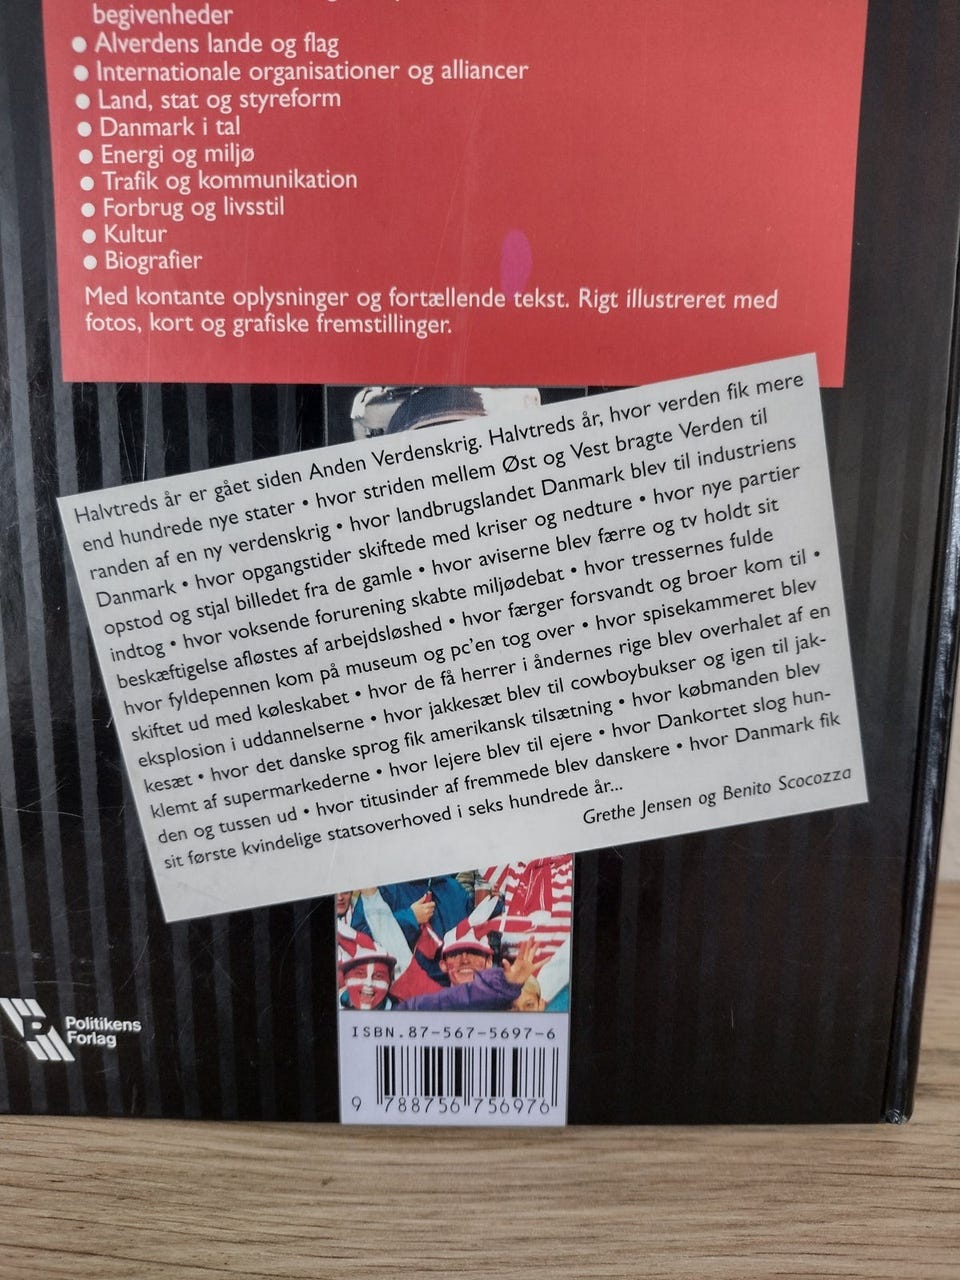 begivenheder
● Alverdens lande og flag
● Internationale organisationer og alliancer
● Land, stat og styreform
● Danmark i tal
● Energi og miljø
● Trafik og kommunikation
● Forbrug og livsstil
● Kultur
● Biografier
Med kontante oplysninger og fortællende tekst. Rigt illustreret med
fotos, kort og grafiske fremstillinger.
Halvtreds år er gået siden Anden Verdenskrig. Halvtreds år, hvor verden fik mere
end hundrede nye stater • hvor striden mellem Øst og Vest bragte Verden til
randen af en ny verdenskrig • hvor landbrugslandet Danmark blev til industriens
Danmark • hvor opgangstider skiftede med kriser og nedture • hvor nye partier
opstod og stjal billedet fra de gamle • hvor aviserne blev færre og tv holdt sit
indtog • hvor voksende forurening skabte miljødebat • hvor tressernes fulde
beskæftigelse afløstes af arbejdsløshed • hvor færger forsvandt og broer kom til •
hvor fyldepennen kom på museum og pc'en tog over • hvor spisekammeret blev
skiftet ud med køleskabet • hvor de få herrer i åndernes rige blev overhalet af en
eksplosion i uddannelserne • hvor jakkesæt blev til cowboybukser og igen til jak-
kesæt • hvor det danske sprog fik amerikansk tilsætning • hvor købmanden blev
klemt af supermarkederne • hvor lejere blev til ejere • hvor Dankortet slog hun-
den og tussen ud • hvor titusinder af fremmede blev danskere • hvor Danmark fik
sit første kvindelige statsoverhoved i seks hundrede år...
Grethe Jensen og Benito Scocozza
Politikens
Forlag
ISBN.87-567-5697-6
9 788756 756976